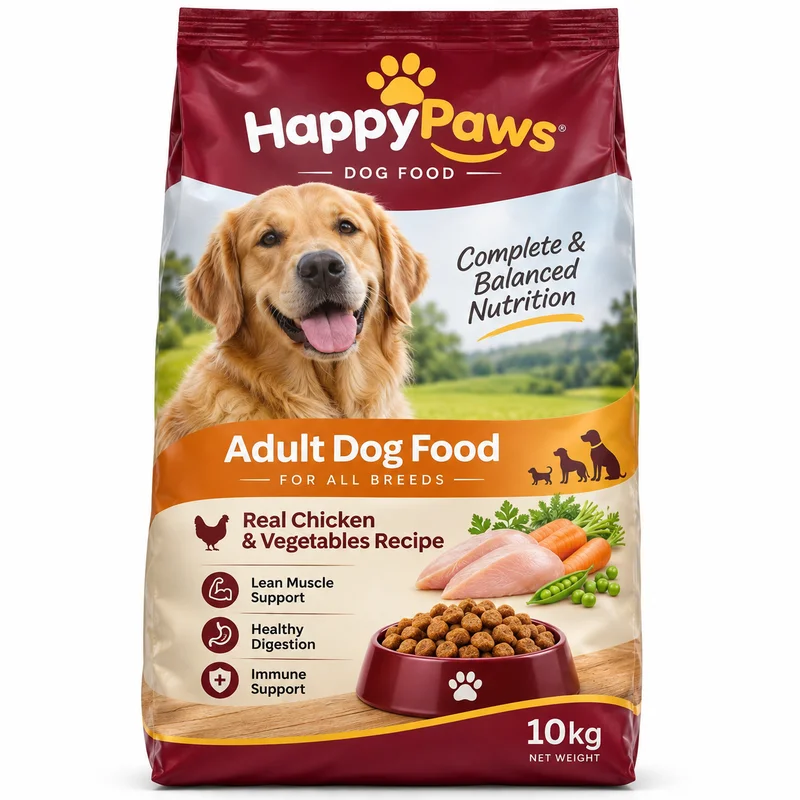 HappyPaws®
DOG FOOD
Complete &
Balanced
Nutrition
Adult Dog Food
FOR ALL BREEDS
Real Chicken
& Vegetables Recipe
Lean Muscle
Support
Healthy
Digestion
Immune
Support
10kg
NET WEIGHT